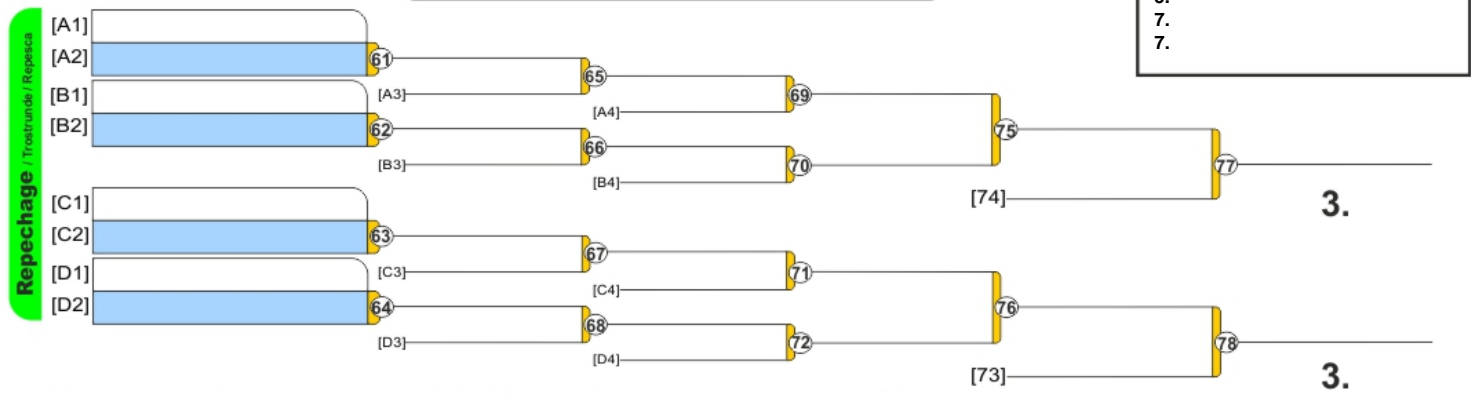 7.
7.
Repechage / Trostrunde / Repesca
[A1]
[A2]
61
[A3]
65
[A4]
69
[B1]
[B2]
62
[B3]
66
[B4]
70
75
[74]
77
3.
[C1]
[C2]
63
[C3]
67
[C4]
71
[D1]
[D2]
64
[D3]
68
[D4]
72
76
[73]
78
3.